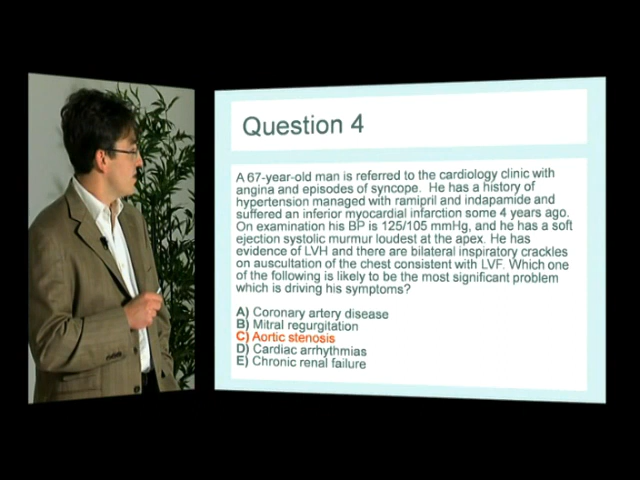 Question 4
A 67-year-old man is referred to the cardiology clinic with
angina and episodes of syncope. He has a history of
hypertension managed with ramipril and indapamide and
suffered an inferior myocardial infarction some 4 years ago.
On examination his BP is 125/105 mmHg, and he has a soft
ejection systolic murmur loudest at the apex. He has
evidence of LVH and there are bilateral inspiratory crackles
on auscultation of the chest consistent with LVF. Which one
of the following is likely to be the most significant problem
which is driving his symptoms?
A) Coronary artery disease
B) Mitral regurgitation
C) Aortic stenosis
D) Cardiac arrhythmias
E) Chronic renal failure